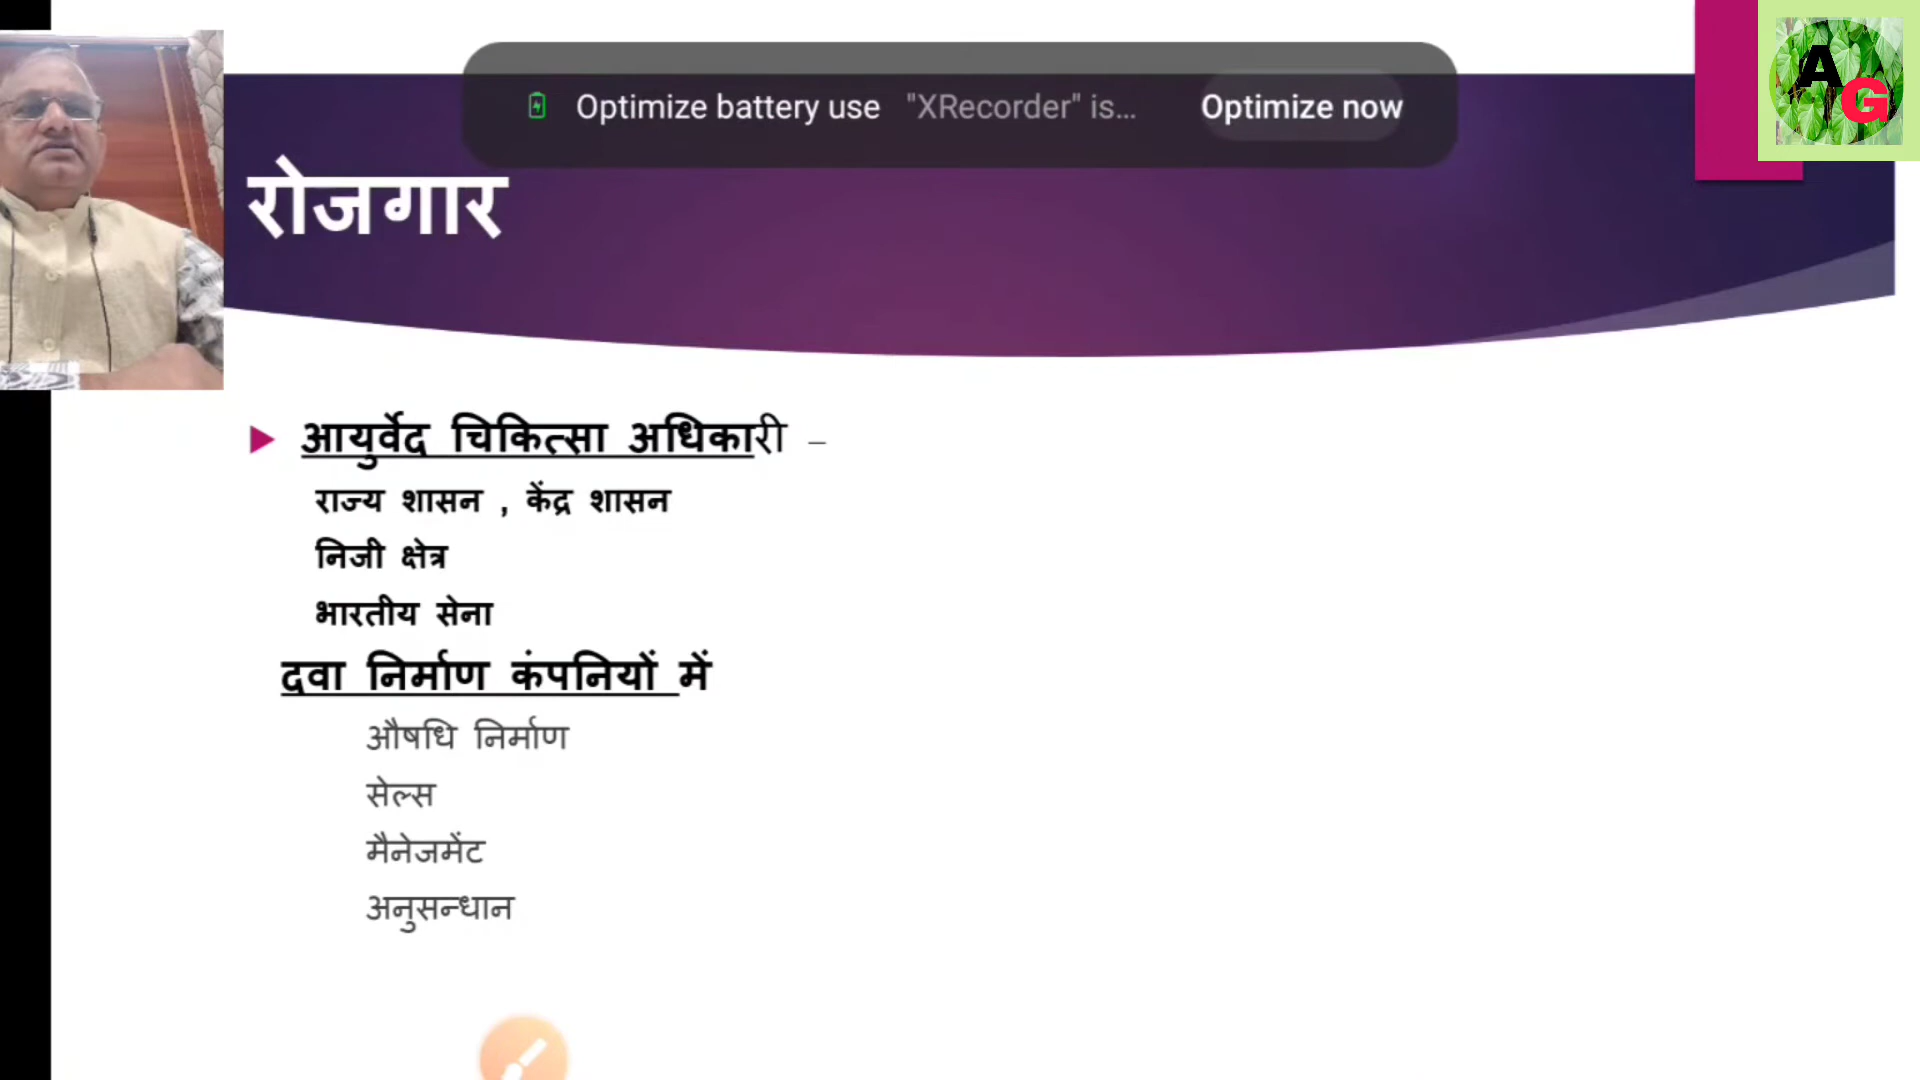 Optimize battery use "XRecorder" is... Optimize now
AG
रोजगार
आयुर्वेद चिकित्सा अधिकारी –
राज्य शासन , केंद्र शासन
निजी क्षेत्र
भारतीय सेना
दवा निर्माण कंपनियों में
औषधि निर्माण
सेल्स
मैनेजमेंट
अनुसन्धान